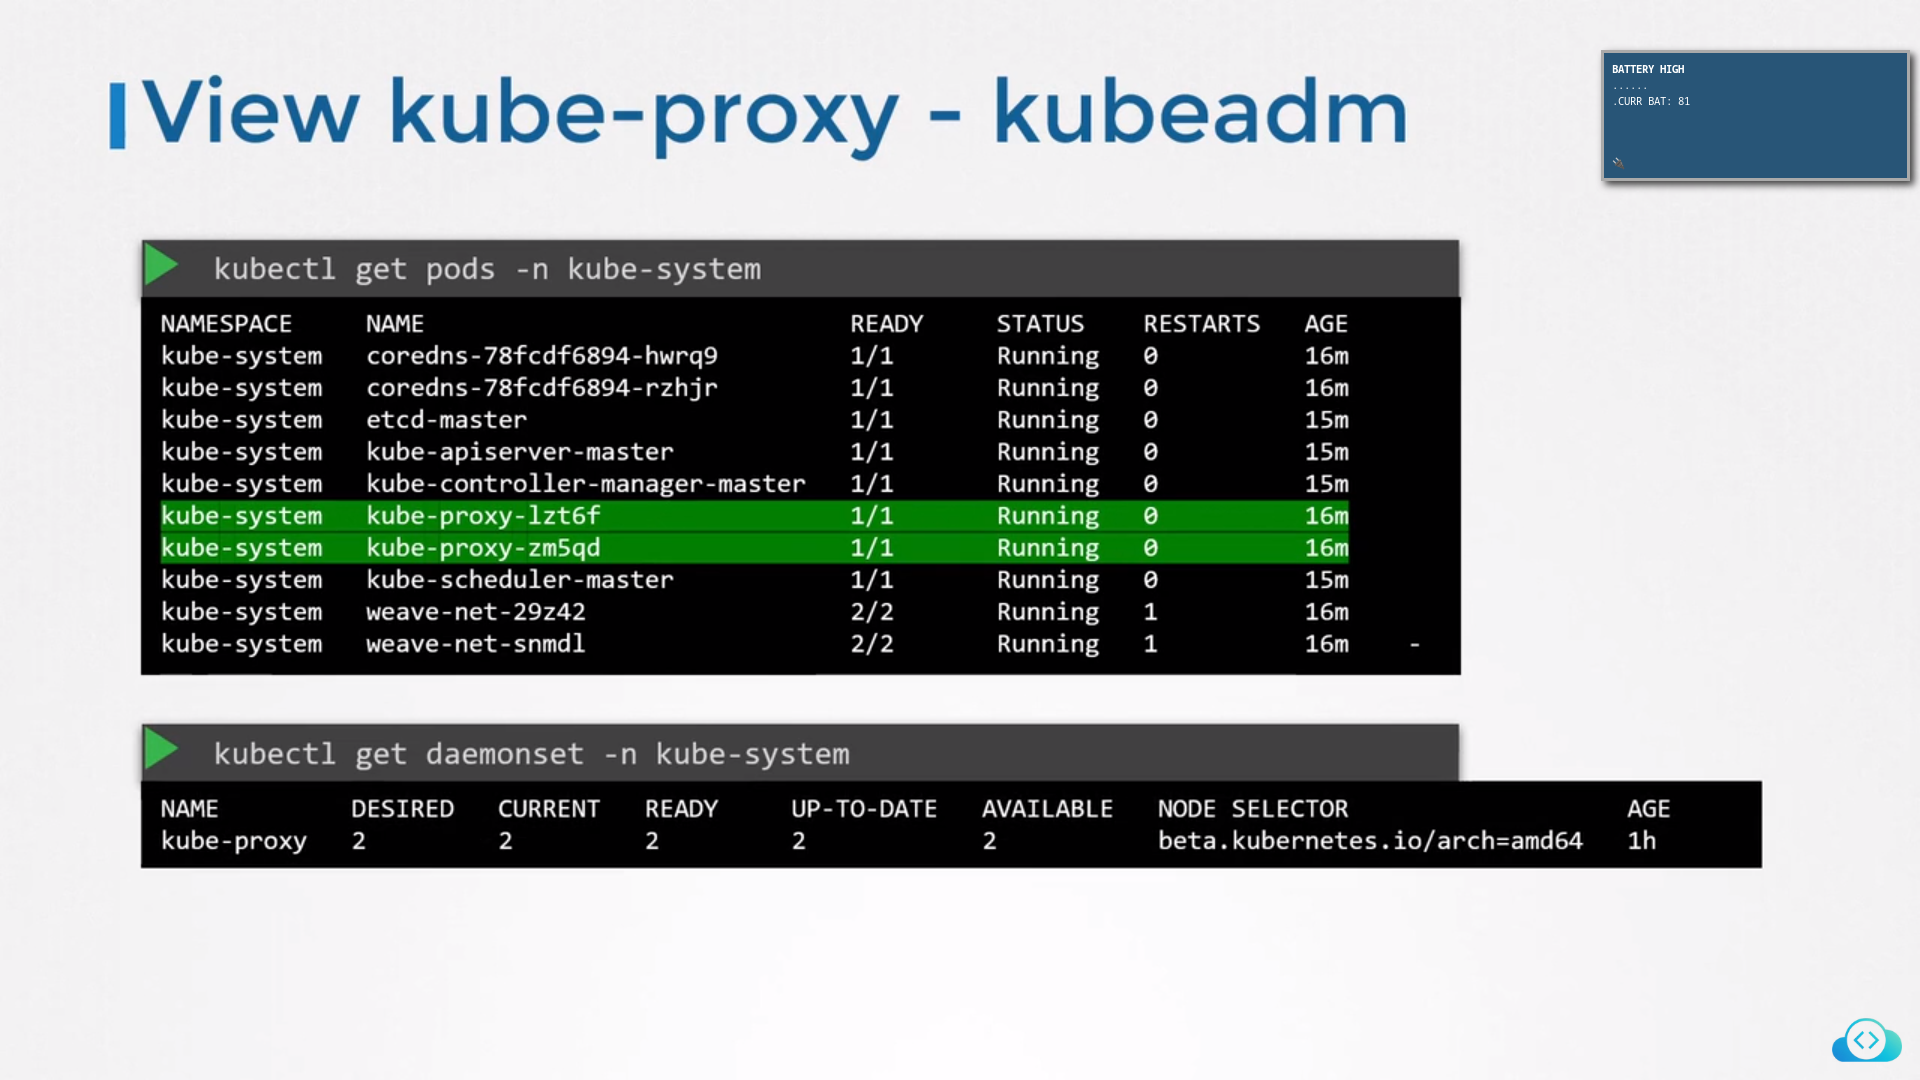 View kube-proxy - kubeadm
BATTERY HIGH
......
.CURR BAT: 81
kubectl get pods -n kube-system
NAMESPACE NAME READY STATUS RESTARTS AGE
kube-system coredns-78fcdf6894-hwrq9 1/1 Running 0 16m
kube-system coredns-78fcdf6894-rzhjr 1/1 Running 0 16m
kube-system etcd-master 1/1 Running 0 15m
kube-system kube-apiserver-master 1/1 Running 0 15m
kube-system kube-controller-manager-master 1/1 Running 0 15m
kube-system kube-proxy-lzt6f 1/1 Running 0 16m
kube-system kube-proxy-zm5qd 1/1 Running 0 16m
kube-system kube-scheduler-master 1/1 Running 0 15m
kube-system weave-net-29z42 2/2 Running 1 16m
kube-system weave-net-snmdl 2/2 Running 1 16m -
kubectl get daemonset -n kube-system
NAME DESIRED CURRENT READY UP-TO-DATE AVAILABLE NODE SELECTOR AGE
kube-proxy 2 2 2 2 2 beta.kubernetes.io/arch=amd64 1h